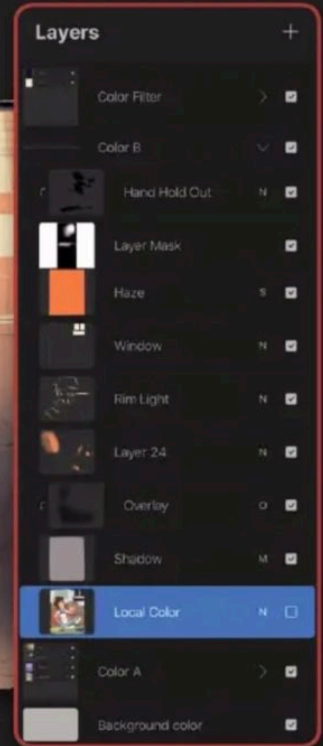 Layers
Color Filter
Color B
Hand Hold Out N
Layer Mask
Haze S
Window N
Rim Light N
Layer 24 N
Overlay O
Shadow M
Local Color N
Color A
Background color